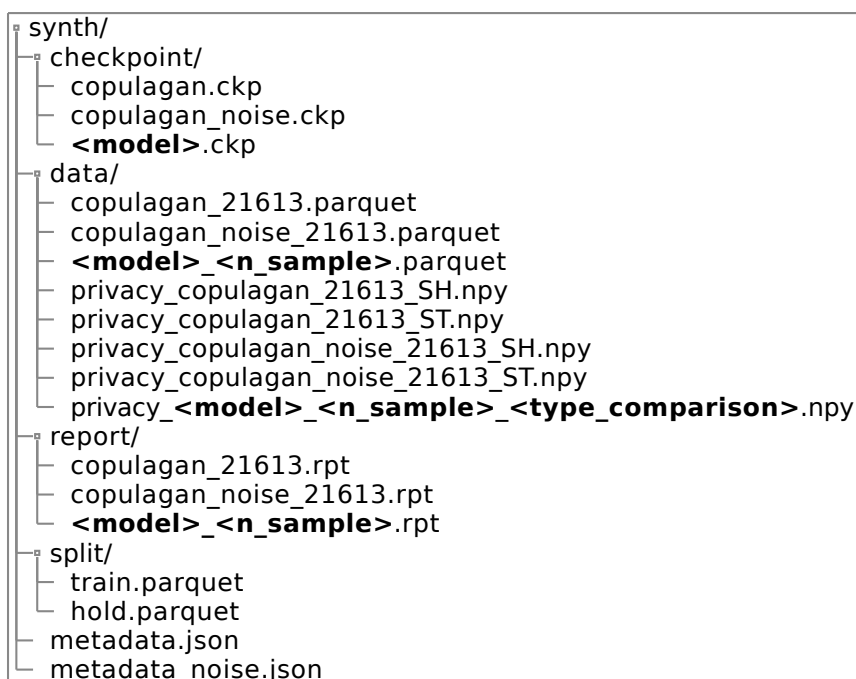 synth/
checkpoint/
copulagan.ckp
copulagan_noise.ckp
<model>.ckp
data/
copulagan_21613.parquet
copulagan_noise_21613.parquet
<model>_<n_sample>.parquet
privacy_copulagan_21613_SH.npy
privacy_copulagan_21613_ST.npy
privacy_copulagan_noise_21613_SH.npy
privacy_copulagan_noise_21613_ST.npy
privacy_<model>_<n_sample>_<type_comparison>.npy
report/
copulagan_21613.rpt
copulagan_noise_21613.rpt
<model>_<n_sample>.rpt
split/
train.parquet
hold.parquet
metadata.json
metadata_noise.json